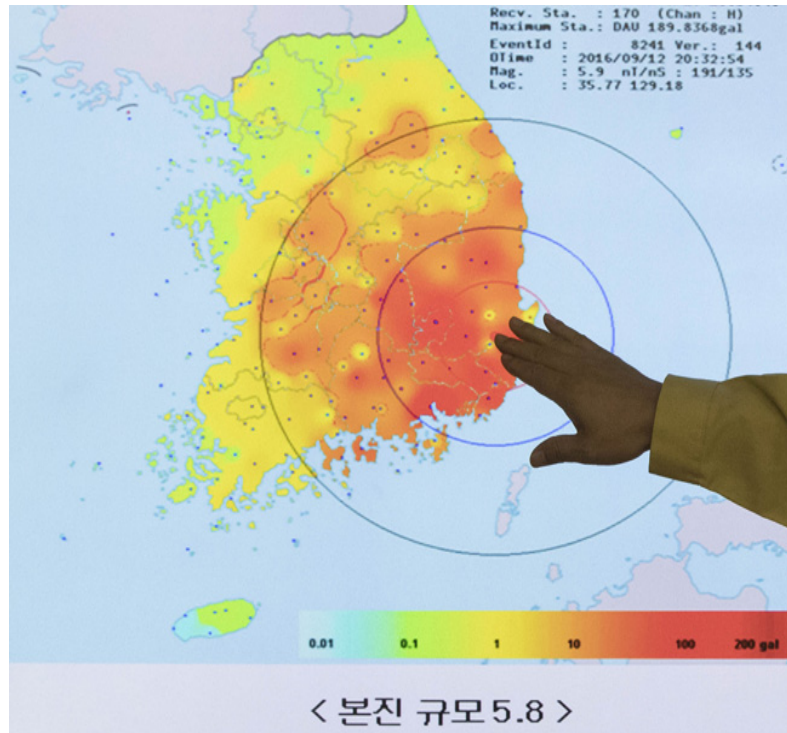 Recv. Sta. : 170 (Chan : H)
Maximum Sta.: DAU 189.8368gal
EventId : 8241 Ver.: 144
OTime : 2016/09/12 20:32:54
Mag. : 5.9 nT/nS : 191/135
Loc. : 35.77 129.18
0.01 0.1 1 10 100 200 gal
< 본진 규모 5.8 >